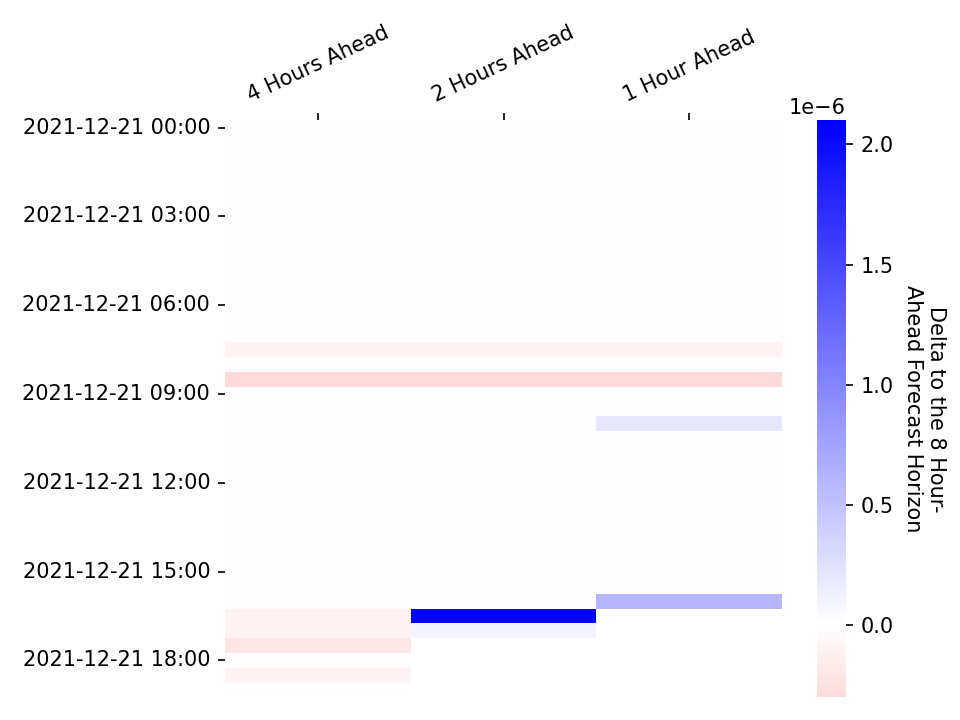 4 Hours Ahead
2 Hours Ahead
1 Hour Ahead
1e−6
2021-12-21 00:00
2021-12-21 03:00
2021-12-21 06:00
2021-12-21 09:00
2021-12-21 12:00
2021-12-21 15:00
2021-12-21 18:00
2.0
1.5
1.0
0.5
0.0
Delta to the 8 Hour-
Ahead Forecast Horizon